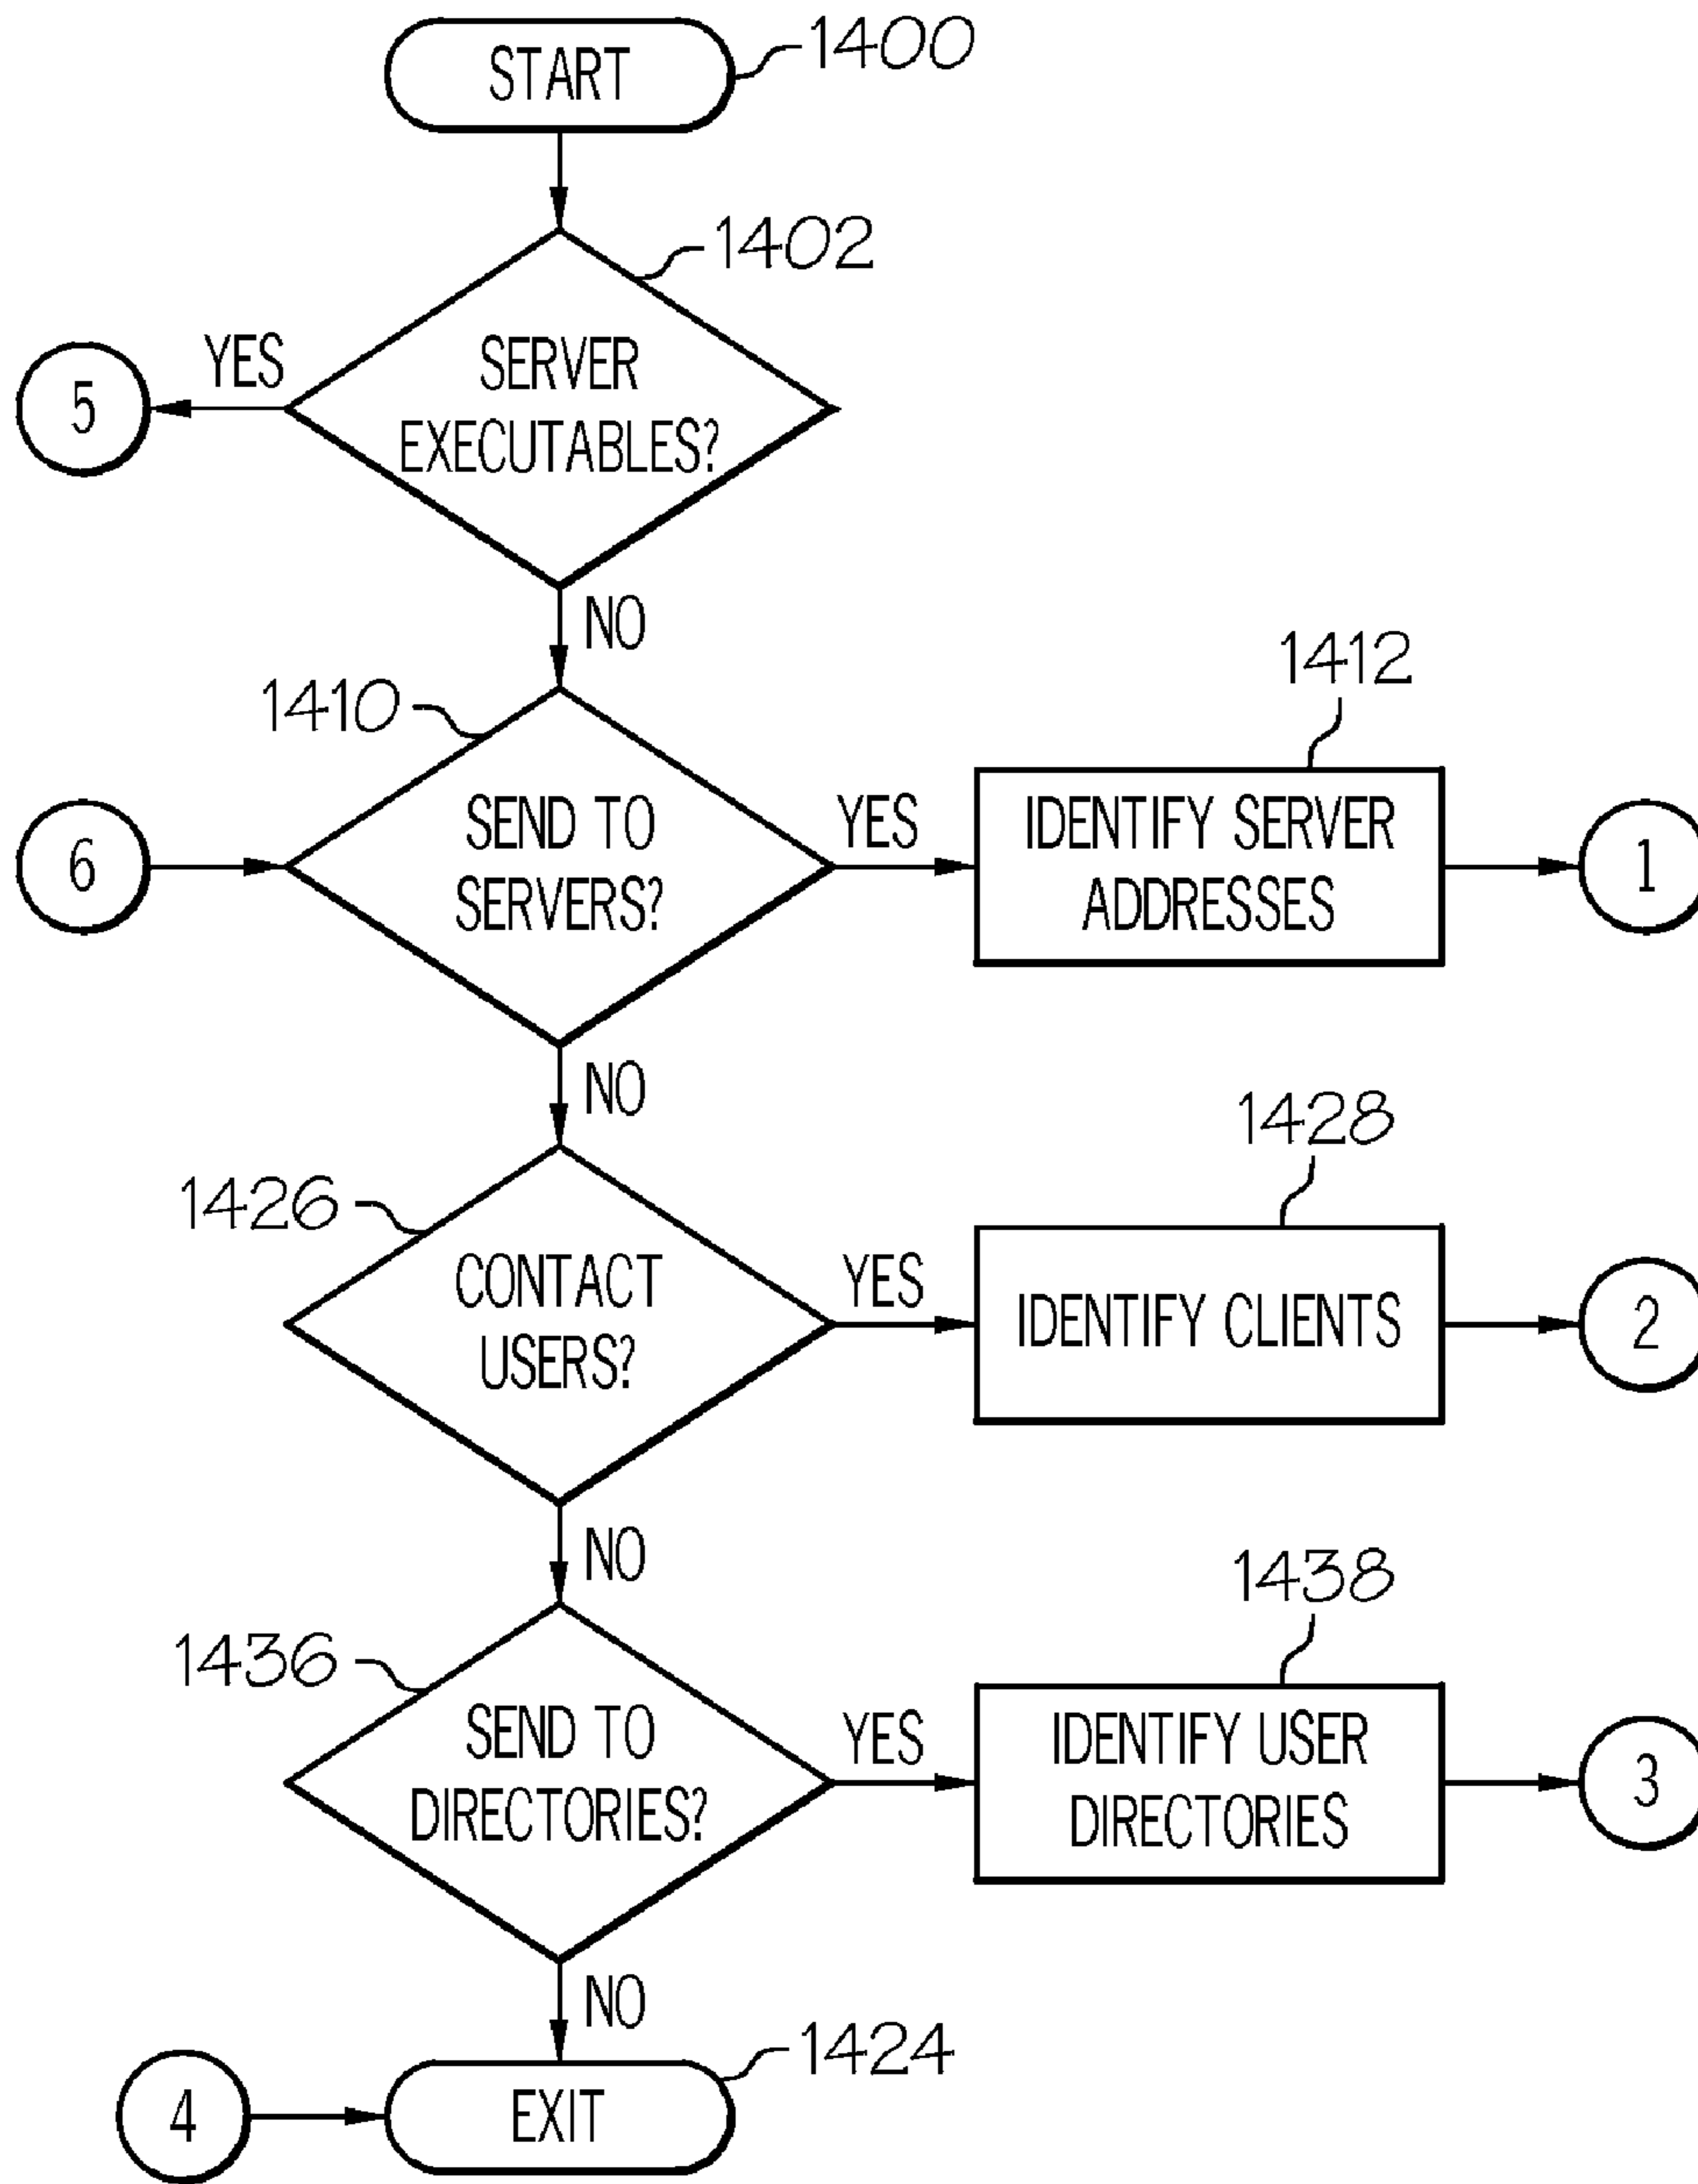 START
1400
1402
SERVER
EXECUTABLES?
YES
5
NO
1410
1412
6
SEND TO
SERVERS?
YES
IDENTIFY SERVER
ADDRESSES
1
NO
1426
1428
CONTACT
USERS?
YES
IDENTIFY CLIENTS
2
NO
1436
1438
SEND TO
DIRECTORIES?
YES
IDENTIFY USER
DIRECTORIES
3
NO
1424
4
EXIT